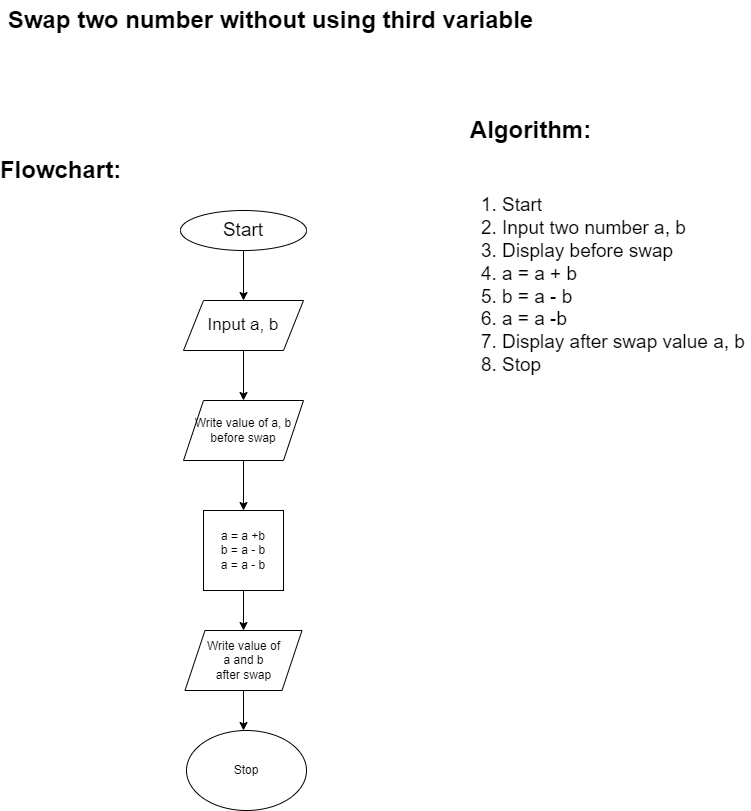 Swap two number without using third variable
Flowchart:
Start
Input a, b
Write value of a, b
before swap
a = a +b
b = a - b
a = a - b
Write value of
a and b
after swap
Stop
Algorithm:
1. Start
2. Input two number a, b
3. Display before swap
4. a = a + b
5. b = a - b
6. a = a -b
7. Display after swap value a, b
8. Stop